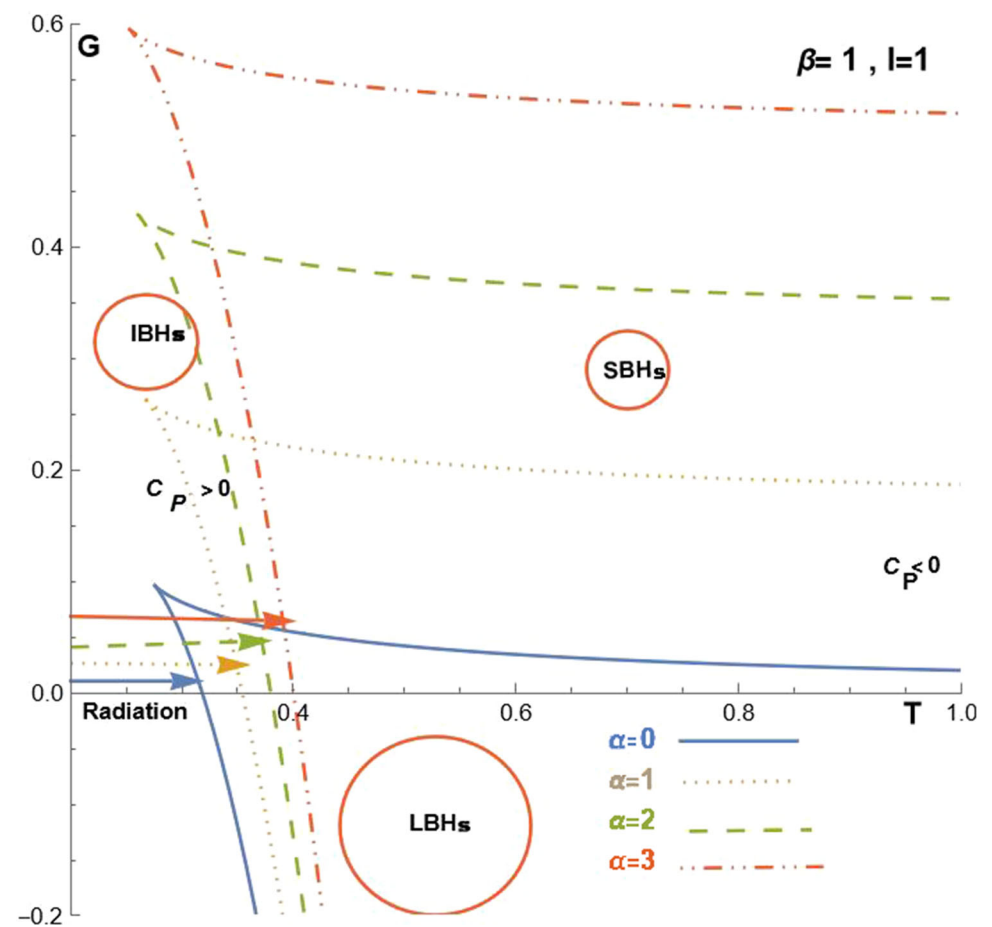 0.6
G
β= 1 , l=1
0.4
IBHs
SBHs
0.2
C P > 0
C P < 0
0.0
Radiation
0.4
0.6
0.8
T
1.0
α=0
α=1
LBHs
α=2
α=3
−0.2